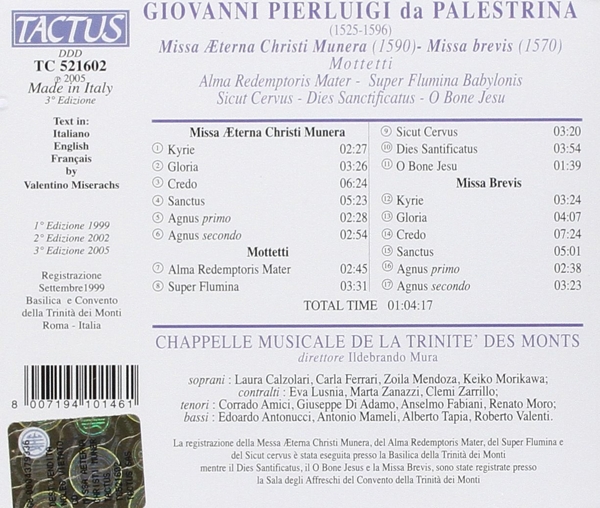 TACTUS
DDD
TC 521602
℗ 2005
Made in Italy
3° Edizione
Text in:
Italiano
English
Français
by
Valentino Miserachs
1° Edizione 1999
2° Edizione 2002
3° Edizione 2005
Registrazione
Settembre1999
Basilica e Convento
della Trinità dei Monti
Roma - Italia
8 007194 101461
GIOVANNI PIERLUIGI da PALESTRINA
(1525-1596)
Missa Æterna Christi Munera (1590)- Missa brevis (1570)
Mottetti
Alma Redemptoris Mater - Super Flumina Babylonis
Sicut Cervus - Dies Sanctificatus - O Bone Jesu
Missa Æterna Christi Munera
1 Kyrie 02:27
2 Gloria 03:26
3 Credo 06:24
4 Sanctus 05:23
5 Agnus primo 02:28
6 Agnus secondo 02:54
Mottetti
7 Alma Redemptoris Mater 02:45
8 Super Flumina 03:31
9 Sicut Cervus 03:20
10 Dies Santificatus 03:54
11 O Bone Jesu 01:39
Missa Brevis
12 Kyrie 03:24
13 Gloria 04:07
14 Credo 07:24
15 Sanctus 05:01
16 Agnus primo 02:38
17 Agnus secondo 03:23
TOTAL TIME 01:04:17
CHAPPELLE MUSICALE DE LA TRINITE' DES MONTS
direttore Ildebrando Mura
soprani : Laura Calzolari, Carla Ferrari, Zoila Mendoza, Keiko Morikawa;
contralti : Eva Lusnia, Marta Zanazzi, Clemi Zarrillo;
tenori : Corrado Amici, Giuseppe Di Adamo, Anselmo Fabiani, Renato Moro;
bassi : Edoardo Antonucci, Antonio Mameli, Alberto Tapia, Roberto Valenti.
La registrazione della Messa Æterna Christi Munera, del Alma Redemptoris Mater, del Super Flumina e
del Sicut cervus è stata eseguita presso la Basilica della Trinità dei Monti
mentre il Dies Santificatus, il O Bone Jesus e la Missa Brevis, sono state registrate presso
la Sala degli Affreschi del Convento della Trinità dei Monti